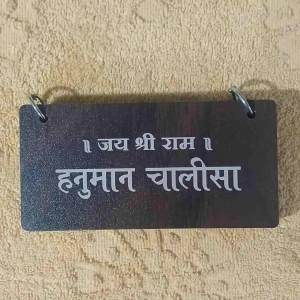 ॥ जय श्री राम ॥
हनुमान चालीसा